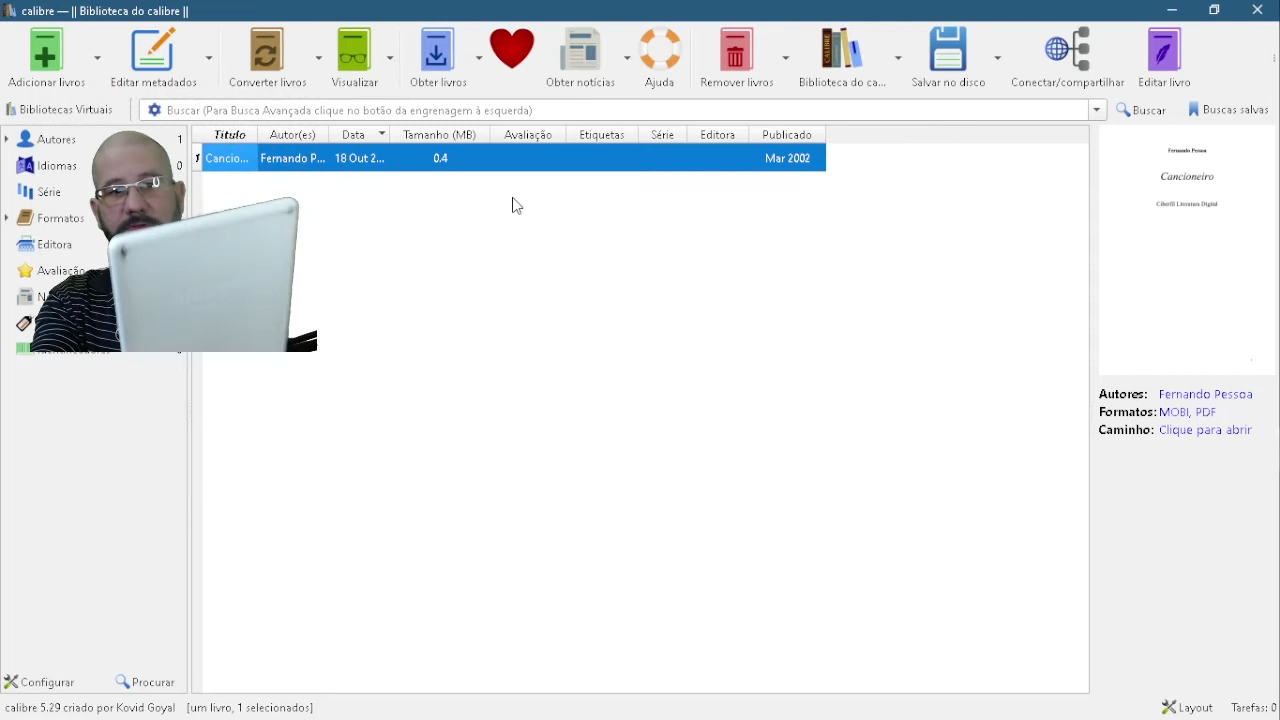 calibre — || Biblioteca do calibre ||
Adicionar livros
Editar metadados
Converter livros
Visualizar
Obter livros
Obter notícias
Ajuda
Remover livros
Biblioteca do ca...
Salvar no disco
Conectar/compartilhar
Editar livro
Bibliotecas Virtuais
Buscar (Para Busca Avançada clique no botão da engrenagem à esquerda)
Buscar
Buscas salvas
Título Autor(es) Data Tamanho (MB) Avaliação Etiquetas Série Editora Publicado
1 Cancio... Fernando P... 18 Out 2... 0.4 Mar 2002
Autores 1
Idiomas 0
Série
Formatos
Editora
Avaliação
Fernando Pessoa
Cancioneiro
Ciberfil Literatura Digital
Autores: Fernando Pessoa
Formatos: MOBI, PDF
Caminho: Clique para abrir
Configurar
Procurar
calibre 5.29 criado por Kovid Goyal [um livro, 1 selecionados]
Layout
Tarefas: 0